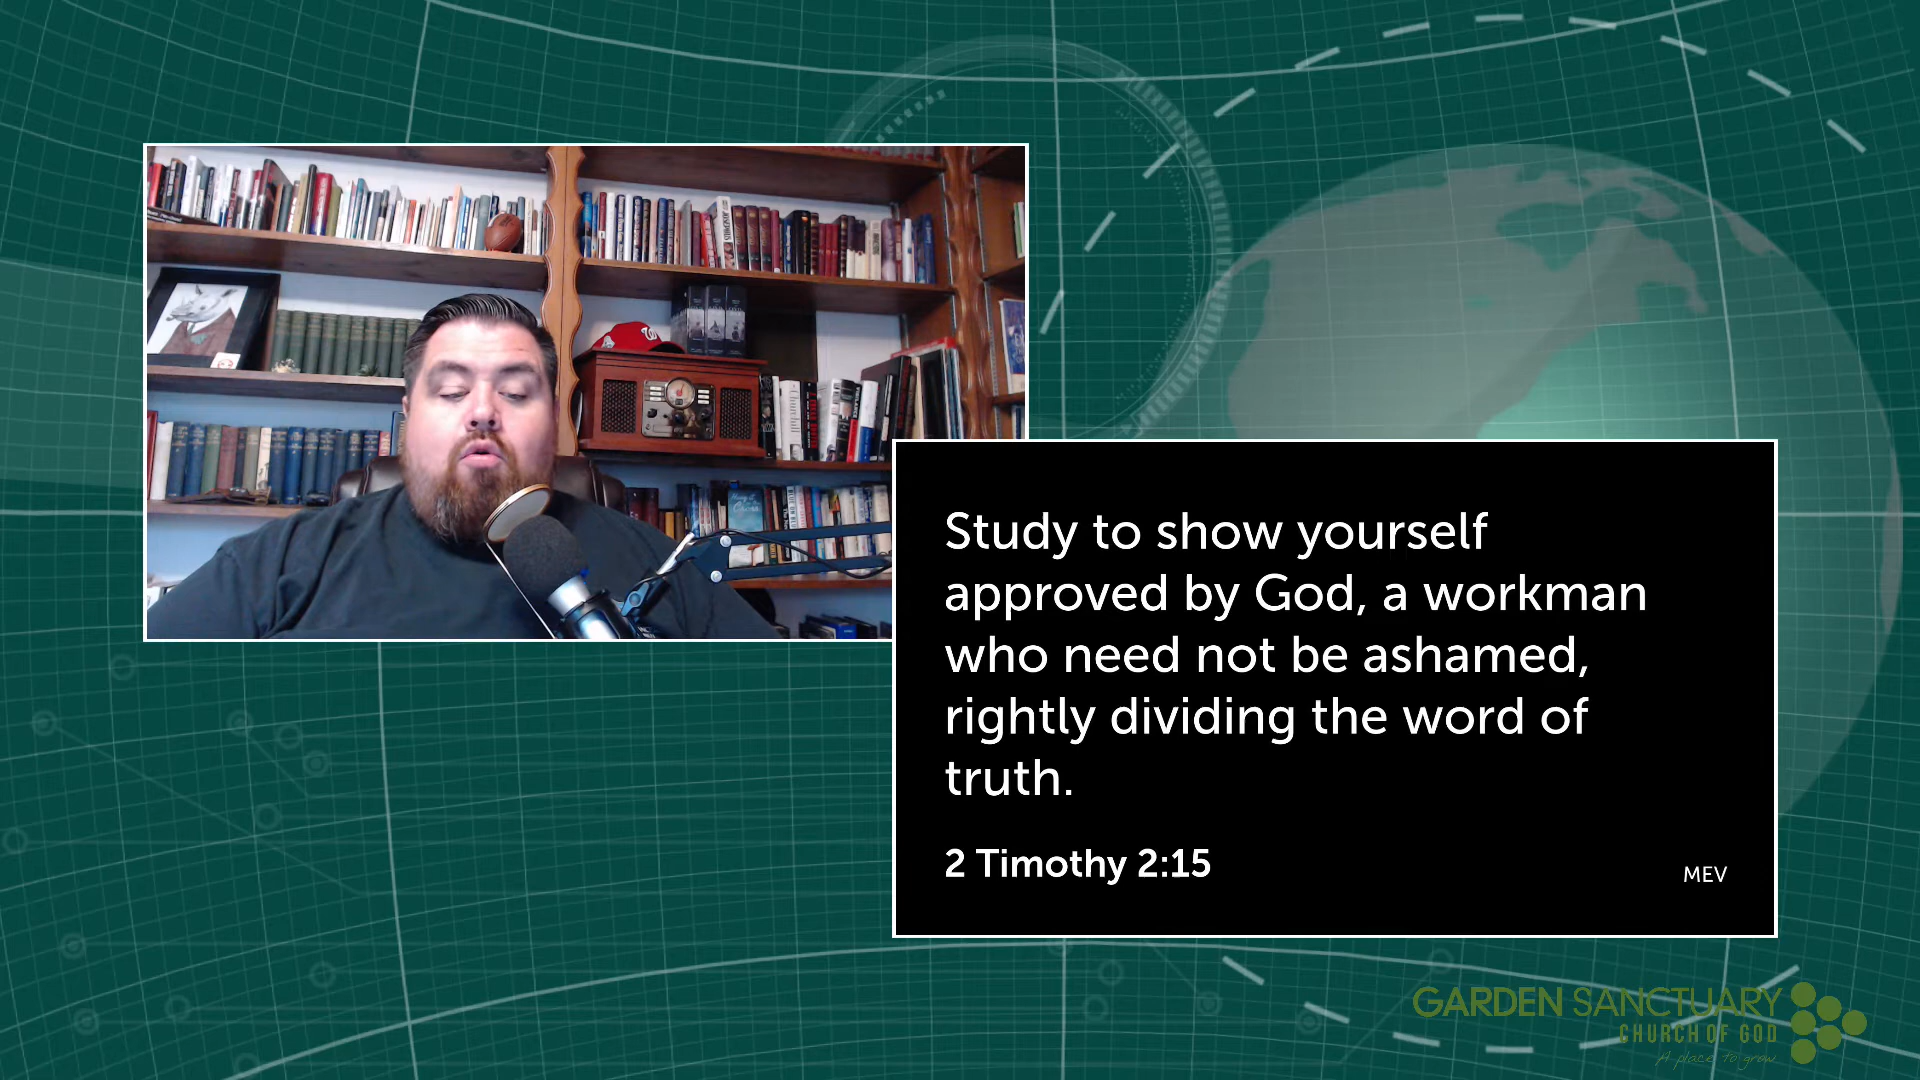 Study to show yourself
approved by God, a workman
who need not be ashamed,
rightly dividing the word of
truth.
2 Timothy 2:15
MEV
GARDEN SANCTUARY
CHURCH OF GOD
A place to grow